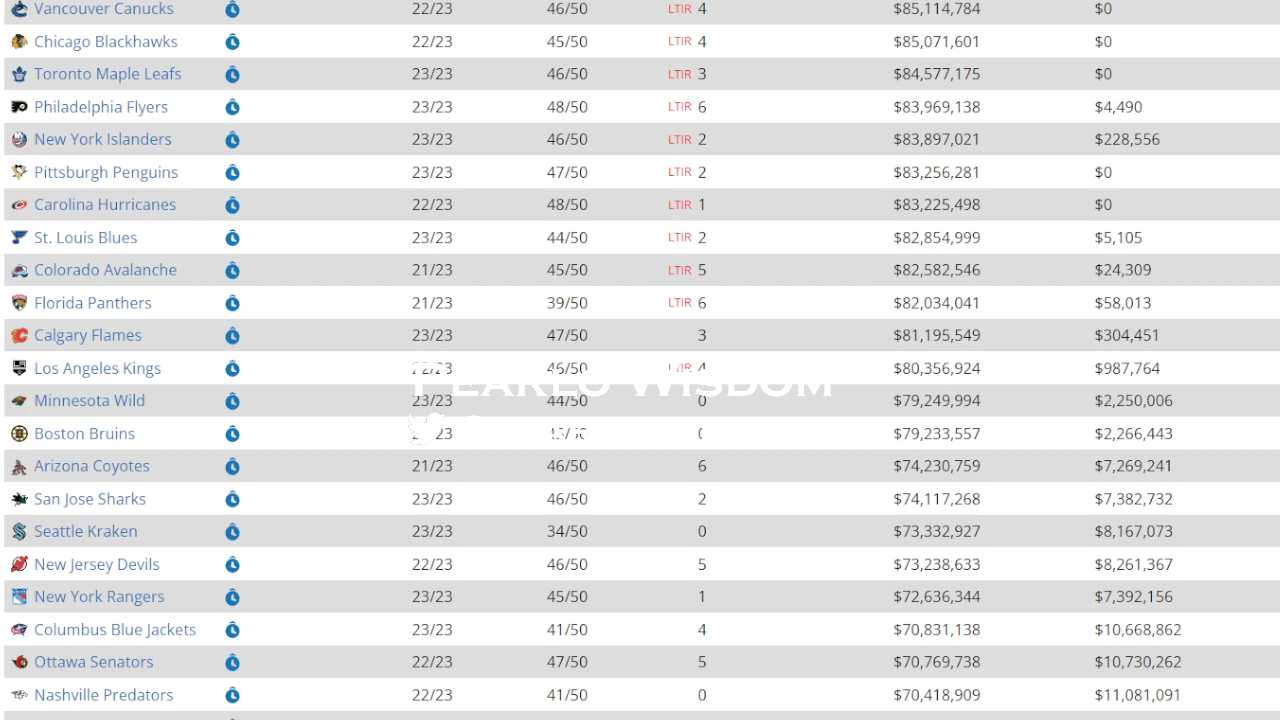 Vancouver Canucks 22/23 46/50 LTIR 4 $85,114,784 $0
Chicago Blackhawks 22/23 45/50 LTIR 4 $85,071,601 $0
Toronto Maple Leafs 23/23 46/50 LTIR 3 $84,577,175 $0
Philadelphia Flyers 23/23 48/50 LTIR 6 $83,969,138 $4,490
New York Islanders 23/23 46/50 LTIR 2 $83,897,021 $228,556
Pittsburgh Penguins 23/23 47/50 LTIR 2 $83,256,281 $0
Carolina Hurricanes 22/23 48/50 LTIR 1 $83,225,498 $0
St. Louis Blues 23/23 44/50 LTIR 2 $82,854,999 $5,105
Colorado Avalanche 21/23 45/50 LTIR 5 $82,582,546 $24,309
Florida Panthers 21/23 39/50 LTIR 6 $82,034,041 $58,013
Calgary Flames 23/23 47/50 3 $81,195,549 $304,451
Los Angeles Kings 22/23 46/50 LTIR 4 $80,356,924 $987,764
WISDOM
Minnesota Wild 23/23 44/50 0 $79,249,994 $2,250,006
Boston Bruins $79,233,557 $2,266,443
Arizona Coyotes 21/23 46/50 6 $74,230,759 $7,269,241
San Jose Sharks 23/23 46/50 2 $74,117,268 $7,382,732
Seattle Kraken 23/23 34/50 0 $73,332,927 $8,167,073
New Jersey Devils 22/23 46/50 5 $73,238,633 $8,261,367
New York Rangers 23/23 45/50 1 $72,636,344 $7,392,156
Columbus Blue Jackets 23/23 41/50 4 $70,831,138 $10,668,862
Ottawa Senators 22/23 47/50 5 $70,769,738 $10,730,262
Nashville Predators 22/23 41/50 0 $70,418,909 $11,081,091